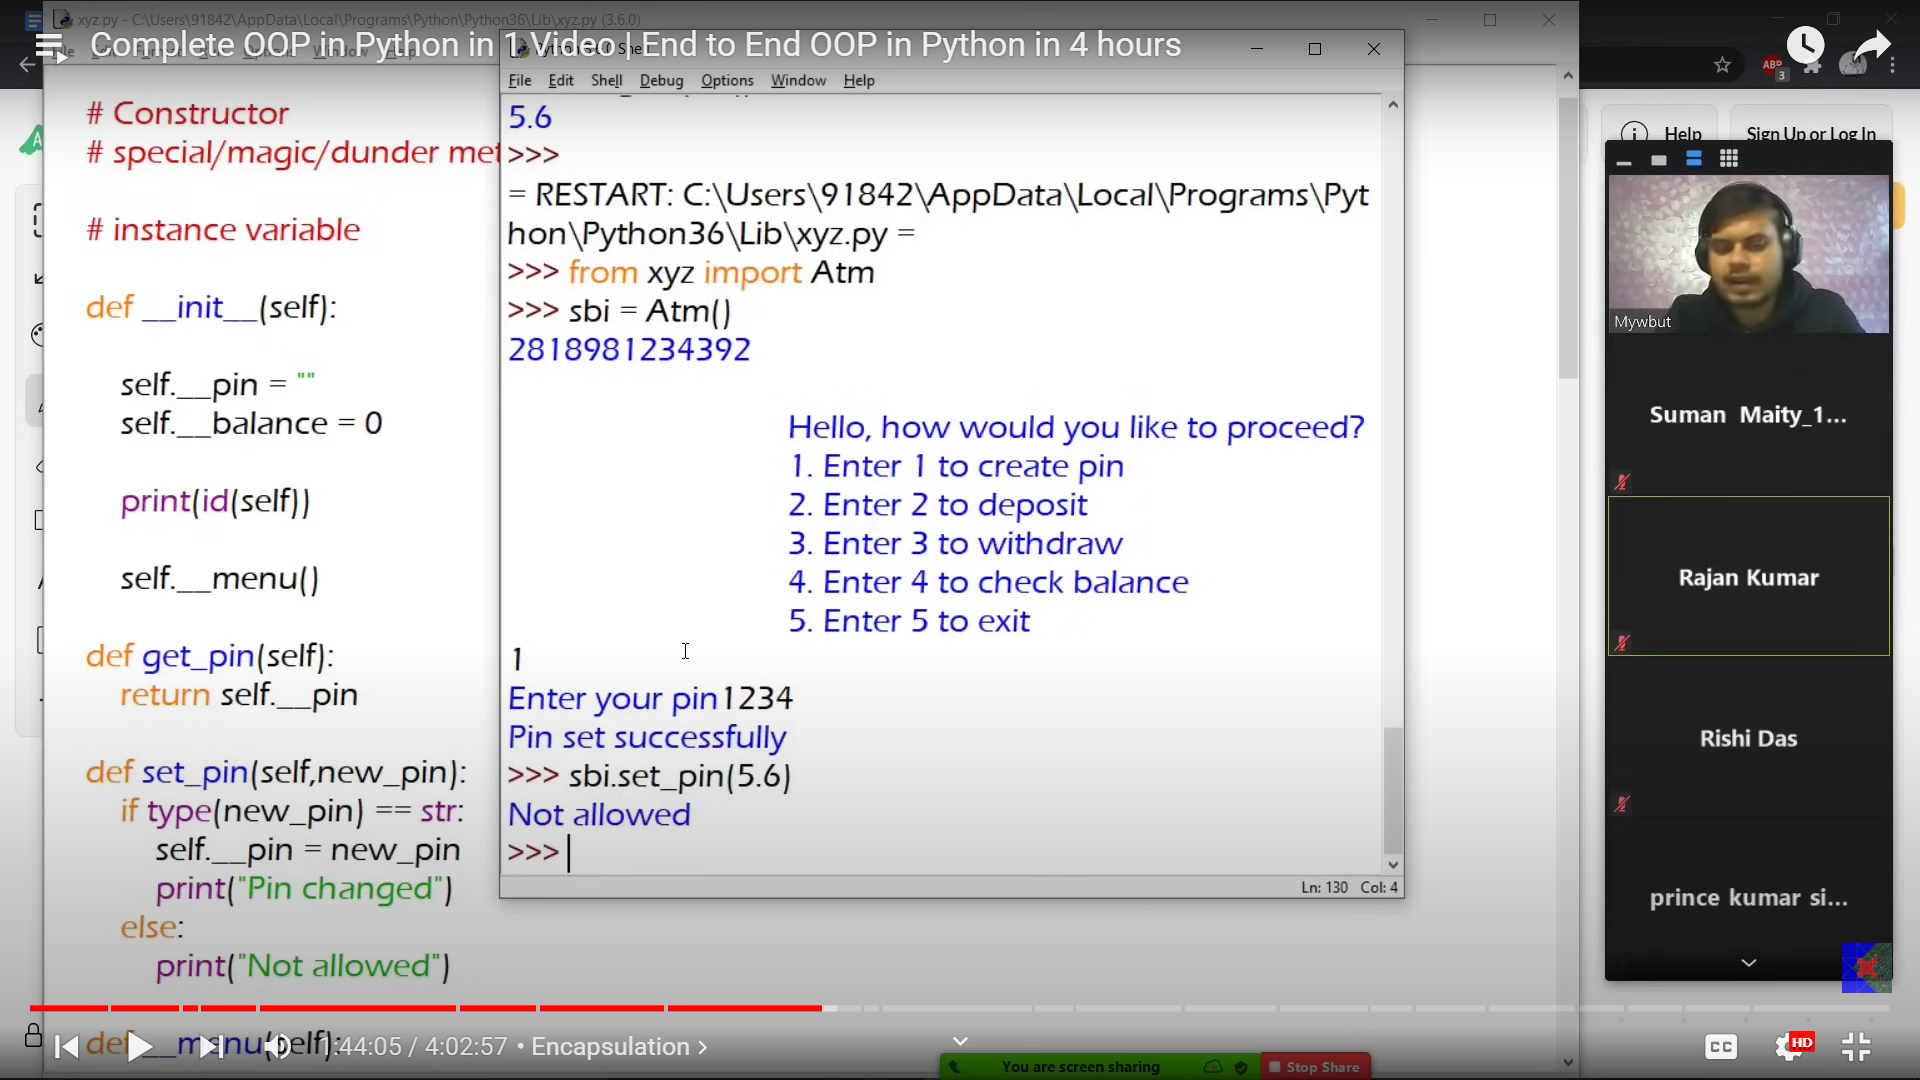 xyz.py - C:\Users\91842\AppData\Local\Programs\Python\Python36\Lib\xyz.py (3.6.0)
Complete OOP in Python in 1 Video | End to End OOP in Python in 4 hours
File Edit Shell Debug Options Window Help
# Constructor
# special/magic/dunder met
# instance variable
def __init__(self):
self.__pin = ""
self.__balance = 0
print(id(self))
self.__menu()
def get_pin(self):
return self.__pin
def set_pin(self,new_pin):
if type(new_pin) == str:
self.__pin = new_pin
print("Pin changed")
else:
print("Not allowed")
def __menu(self):
5.6
>>>
= RESTART: C:\Users\91842\AppData\Local\Programs\Pyt
hon\Python36\Lib\xyz.py =
>>> from xyz import Atm
>>> sbi = Atm()
2818981234392
Hello, how would you like to proceed?
1. Enter 1 to create pin
2. Enter 2 to deposit
3. Enter 3 to withdraw
4. Enter 4 to check balance
5. Enter 5 to exit
1
Enter your pin1234
Pin set successfully
>>> sbi.set_pin(5.6)
Not allowed
>>>
Ln: 130 Col: 4
ABP
3
Help
Sign Up or Log In
Mywbut
Suman Maity_1...
Rajan Kumar
Rishi Das
prince kumar si...
1:44:05 / 4:02:57 • Encapsulation >
You are screen sharing
Stop Share
CC
HD